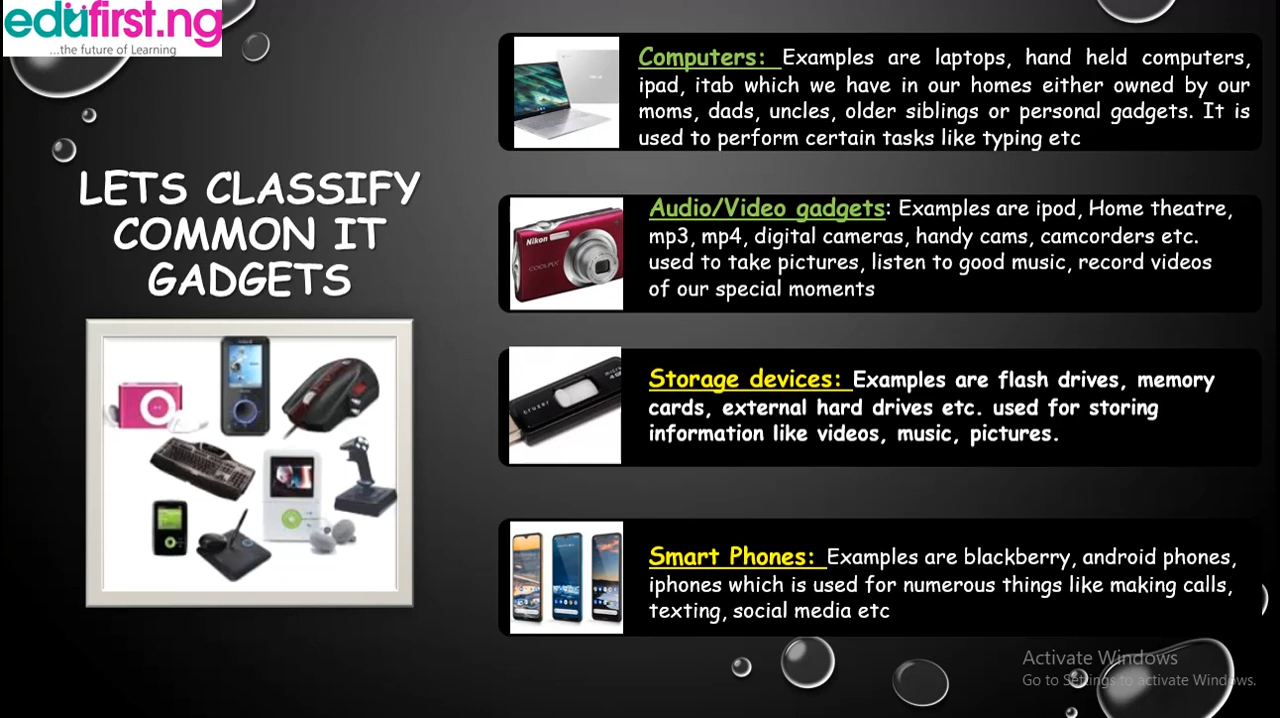 edufirst.ng
...the future of Learning
LETS CLASSIFY
COMMON IT
GADGETS
Computers: Examples are laptops, hand held computers,
ipad, itab which we have in our homes either owned by our
moms, dads, uncles, older siblings or personal gadgets. It is
used to perform certain tasks like typing etc
Nikon
COOLPIX
Audio/Video gadgets: Examples are ipod, Home theatre,
mp3, mp4, digital cameras, handy cams, camcorders etc.
used to take pictures, listen to good music, record videos
of our special moments
cruzer
Storage devices: Examples are flash drives, memory
cards, external hard drives etc. used for storing
information like videos, music, pictures.
Smart Phones: Examples are blackberry, android phones,
iphones which is used for numerous things like making calls,
texting, social media etc
Activate Windows
Go to Settings to activate Windows.